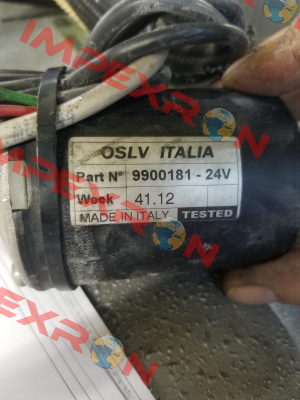 OSLV ITALIA
Part N° 9900181 - 24V
Week 41.12
MADE IN ITALY TESTED
IMPEXRON
IMPEXRON
IMPEXRON